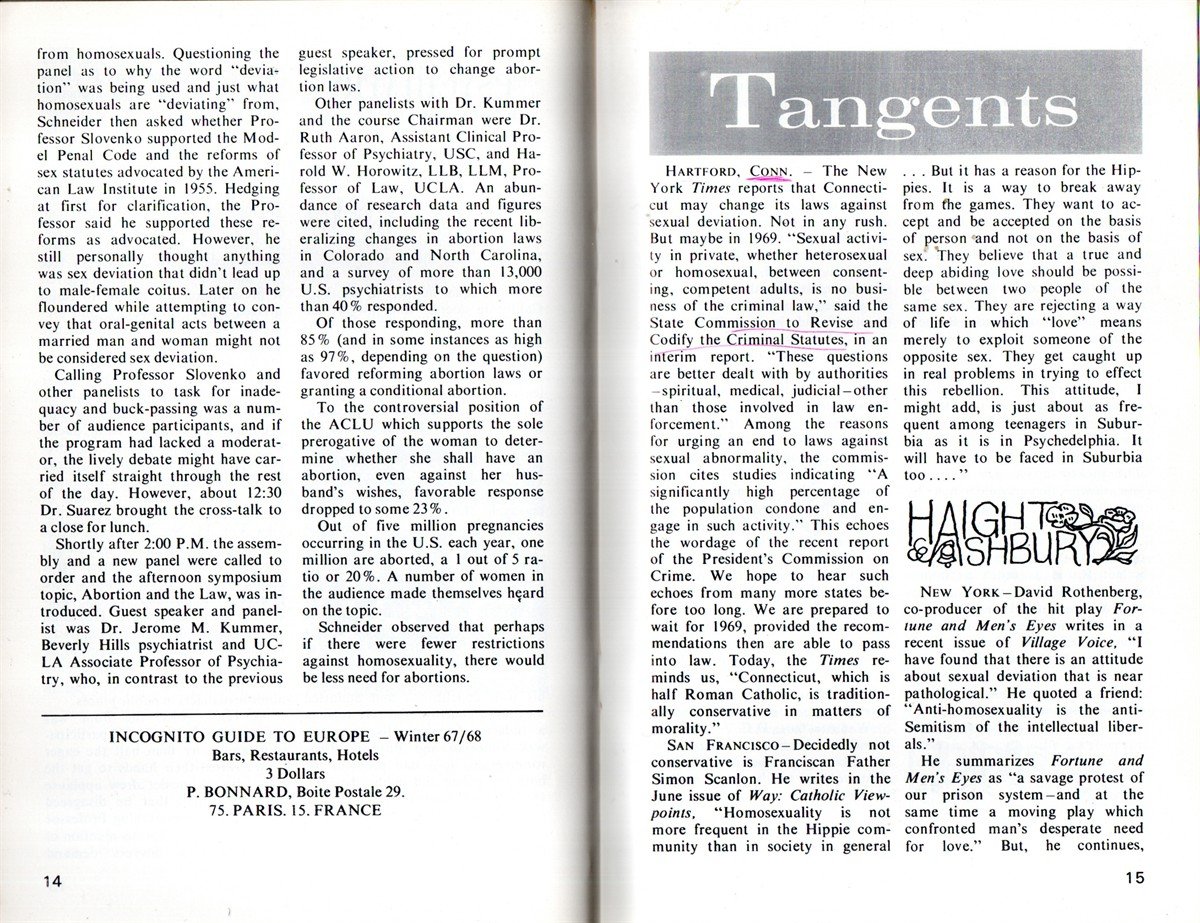 from homosexuals. Questioning the
panel as to why the word "devia-
tion" was being used and just what
homosexuals are "deviating" from,
Schneider then asked whether Pro-
fessor Slovenko supported the Mod-
el Penal Code and the reforms of
sex statutes advocated by the Ameri-
can Law Institute in 1955. Hedging
at first for clarification, the Pro-
fessor said he supported these re-
forms as advocated. However, he
still personally thought anything
was sex deviation that didn't lead up
to male-female coitus. Later on he
floundered while attempting to con-
vey that oral-genital acts between a
married man and woman might not
be considered sex deviation.
Calling Professor Slovenko and
other panelists to task for inade-
quacy and buck-passing was a num-
ber of audience participants, and if
the program had lacked a moderat-
or, the lively debate might have car-
ried itself straight through the rest
of the day. However, about 12:30
Dr. Suarez brought the cross-talk to
a close for lunch.
Shortly after 2:00 P.M. the assem-
bly and a new panel were called to
order and the afternoon symposium
topic, Abortion and the Law, was in-
troduced. Guest speaker and panel-
ist was Dr. Jerome M. Kummer,
Beverly Hills psychiatrist and UC-
LA Associate Professor of Psychia-
try, who, in contrast to the previous
guest speaker, pressed for prompt
legislative action to change abor-
tion laws.
Other panelists with Dr. Kummer
and the course Chairman were Dr.
Ruth Aaron, Assistant Clinical Pro-
fessor of Psychiatry, USC, and Ha-
rold W. Horowitz, LLB, LLM, Pro-
fessor of Law, UCLA. An abun-
dance of research data and figures
were cited, including the recent lib-
eralizing changes in abortion laws
in Colorado and North Carolina,
and a survey of more than 13,000
U.S. psychiatrists to which more
than 40% responded.
Of those responding, more than
85% (and in some instances as high
as 97%, depending on the question)
favored reforming abortion laws or
granting a conditional abortion.
To the controversial position of
the ACLU which supports the sole
prerogative of the woman to deter-
mine whether she shall have an
abortion, even against her hus-
band's wishes, favorable response
dropped to some 23%.
Out of five million pregnancies
occurring in the U.S. each year, one
million are aborted, a 1 out of 5 ra-
tio or 20%. A number of women in
the audience made themselves heard
on the topic.
Schneider observed that perhaps
if there were fewer restrictions
against homosexuality, there would
be less need for abortions.
INCOGNITO GUIDE TO EUROPE – Winter 67/68
Bars, Restaurants, Hotels
3 Dollars
P. BONNARD, Boite Postale 29.
75. PARIS. 15. FRANCE
14
Tangents
HARTFORD, CONN. – The New
York Times reports that Connecti-
cut may change its laws against
sexual deviation. Not in any rush.
But maybe in 1969. "Sexual activi-
ty in private, whether heterosexual
or homosexual, between consent-
ing, competent adults, is no busi-
ness of the criminal law," said the
State Commission to Revise and
Codify the Criminal Statutes, in an
interim report. "These questions
are better dealt with by authorities
–spiritual, medical, judicial–other
than those involved in law en-
forcement." Among the reasons
for urging an end to laws against
sexual abnormality, the commis-
sion cites studies indicating "A
significantly high percentage of
the population condone and en-
gage in such activity." This echoes
the wordage of the recent report
of the President's Commission on
Crime. We hope to hear such
echoes from many more states be-
fore too long. We are prepared to
wait for 1969, provided the recom-
mendations then are able to pass
into law. Today, the Times re-
minds us, "Connecticut, which is
half Roman Catholic, is tradition-
ally conservative in matters of
morality."
SAN FRANCISCO–Decidedly not
conservative is Franciscan Father
Simon Scanlon. He writes in the
June issue of Way: Catholic View-
points, "Homosexuality is not
more frequent in the Hippie com-
munity than in society in general
. . . But it has a reason for the Hip-
pies. It is a way to break away
from the games. They want to ac-
cept and be accepted on the basis
of person and not on the basis of
sex. They believe that a true and
deep abiding love should be possi-
ble between two people of the
same sex. They are rejecting a way
of life in which "love" means
merely to exploit someone of the
opposite sex. They get caught up
in real problems in trying to effect
this rebellion. This attitude, I
might add, is just about as fre-
quent among teenagers in Subur-
bia as it is in Psychedelphia. It
will have to be faced in Suburbia
too . . . ."
HAIGHT
ASHBURY
NEW YORK–David Rothenberg,
co-producer of the hit play For-
tune and Men's Eyes writes in a
recent issue of Village Voice, "I
have found that there is an attitude
about sexual deviation that is near
pathological." He quoted a friend:
"Anti-homosexuality is the anti-
Semitism of the intellectual liber-
als."
He summarizes Fortune and
Men's Eyes as "a savage protest of
our prison system–and at the
same time a moving play which
confronted man's desperate need
for love." But, he continues,
15